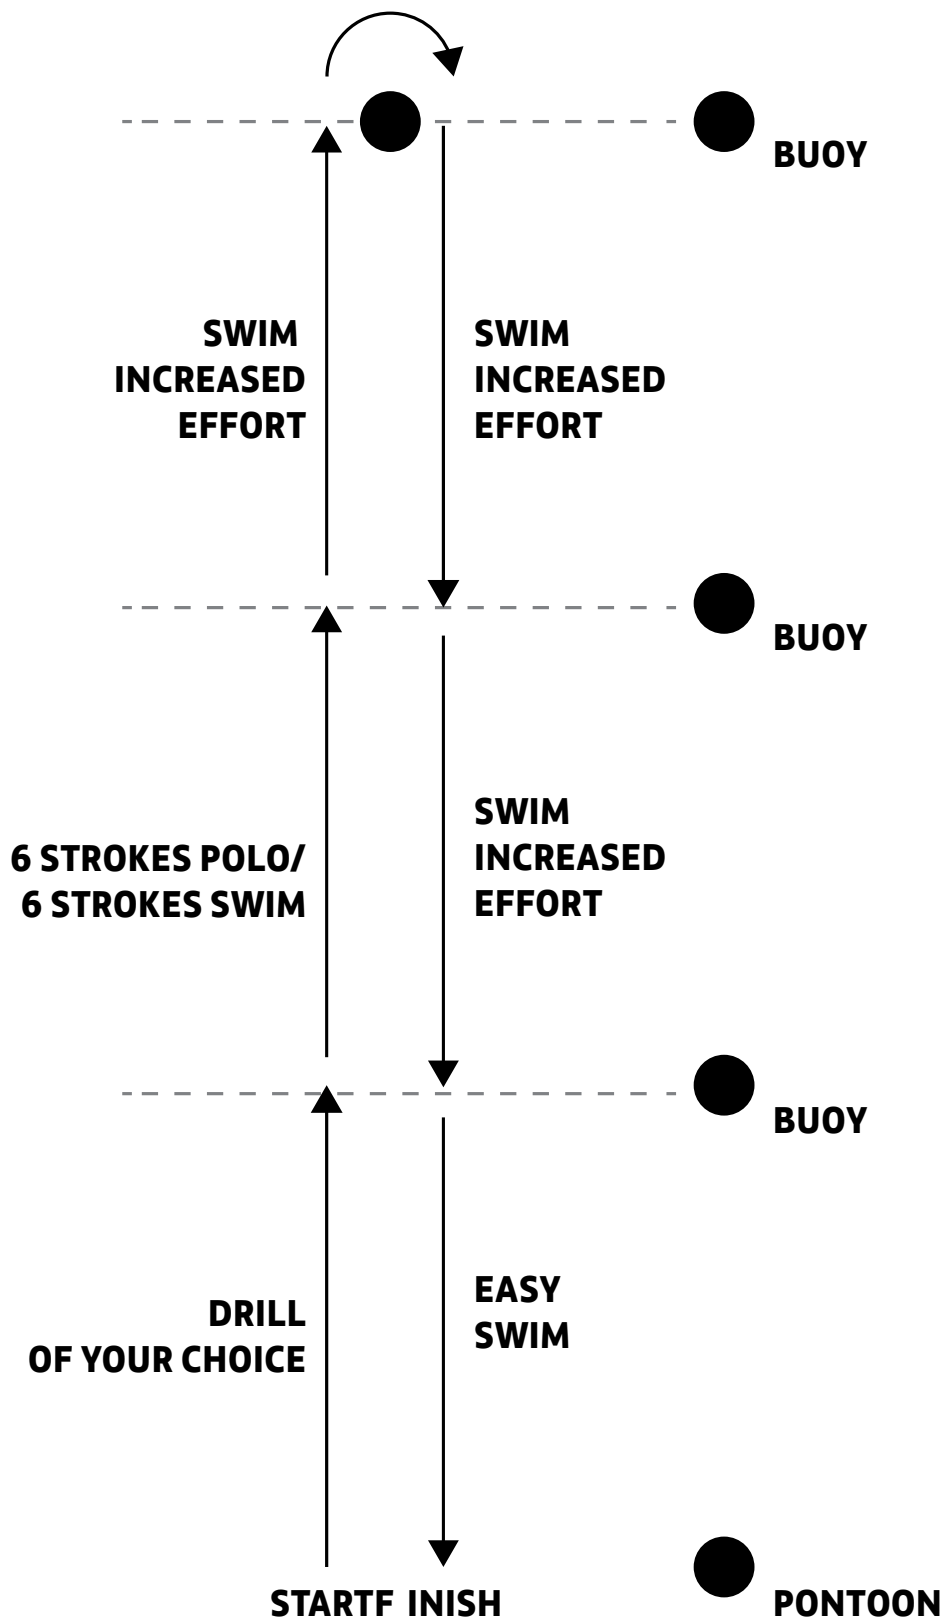 BUOY
SWIM
INCREASED
EFFORT
SWIM
INCREASED
EFFORT
BUOY
6 STROKES POLO/
6 STROKES SWIM
SWIM
INCREASED
EFFORT
BUOY
DRILL
OF YOUR CHOICE
EASY
SWIM
STARTF INISH
PONTOON